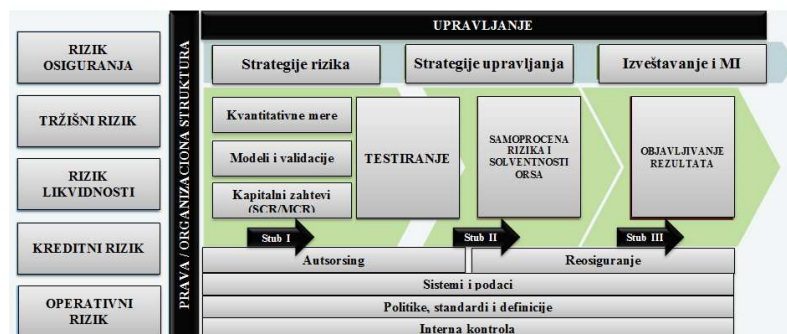 UPRAVLJANJE
RIZIK
OSIGURANJA
TRŽIŠNI RIZIK
RIZIK
LIKVIDNOSTI
KREDITNI RIZIK
OPERATIVNI
RIZIK
PRAVA / ORGANIZACIONA STRUKTURA
Strategije rizika
Strategije upravljanja
Izveštavanje i MI
Kvantitativne mere
Modeli i validacije
Kapitalni zahtevi
(SCR/MCR)
TESTIRANJE
SAMOPROCENA
RIZIKA I
SOLVENTNOSTI
ORSA
OBJAVLJIVANJE
REZULTATA
Stub I
Stub II
Stub III
Autsorsing
Reosiguranje
Sistemi i podaci
Politike, standardi i definicije
Interna kontrola